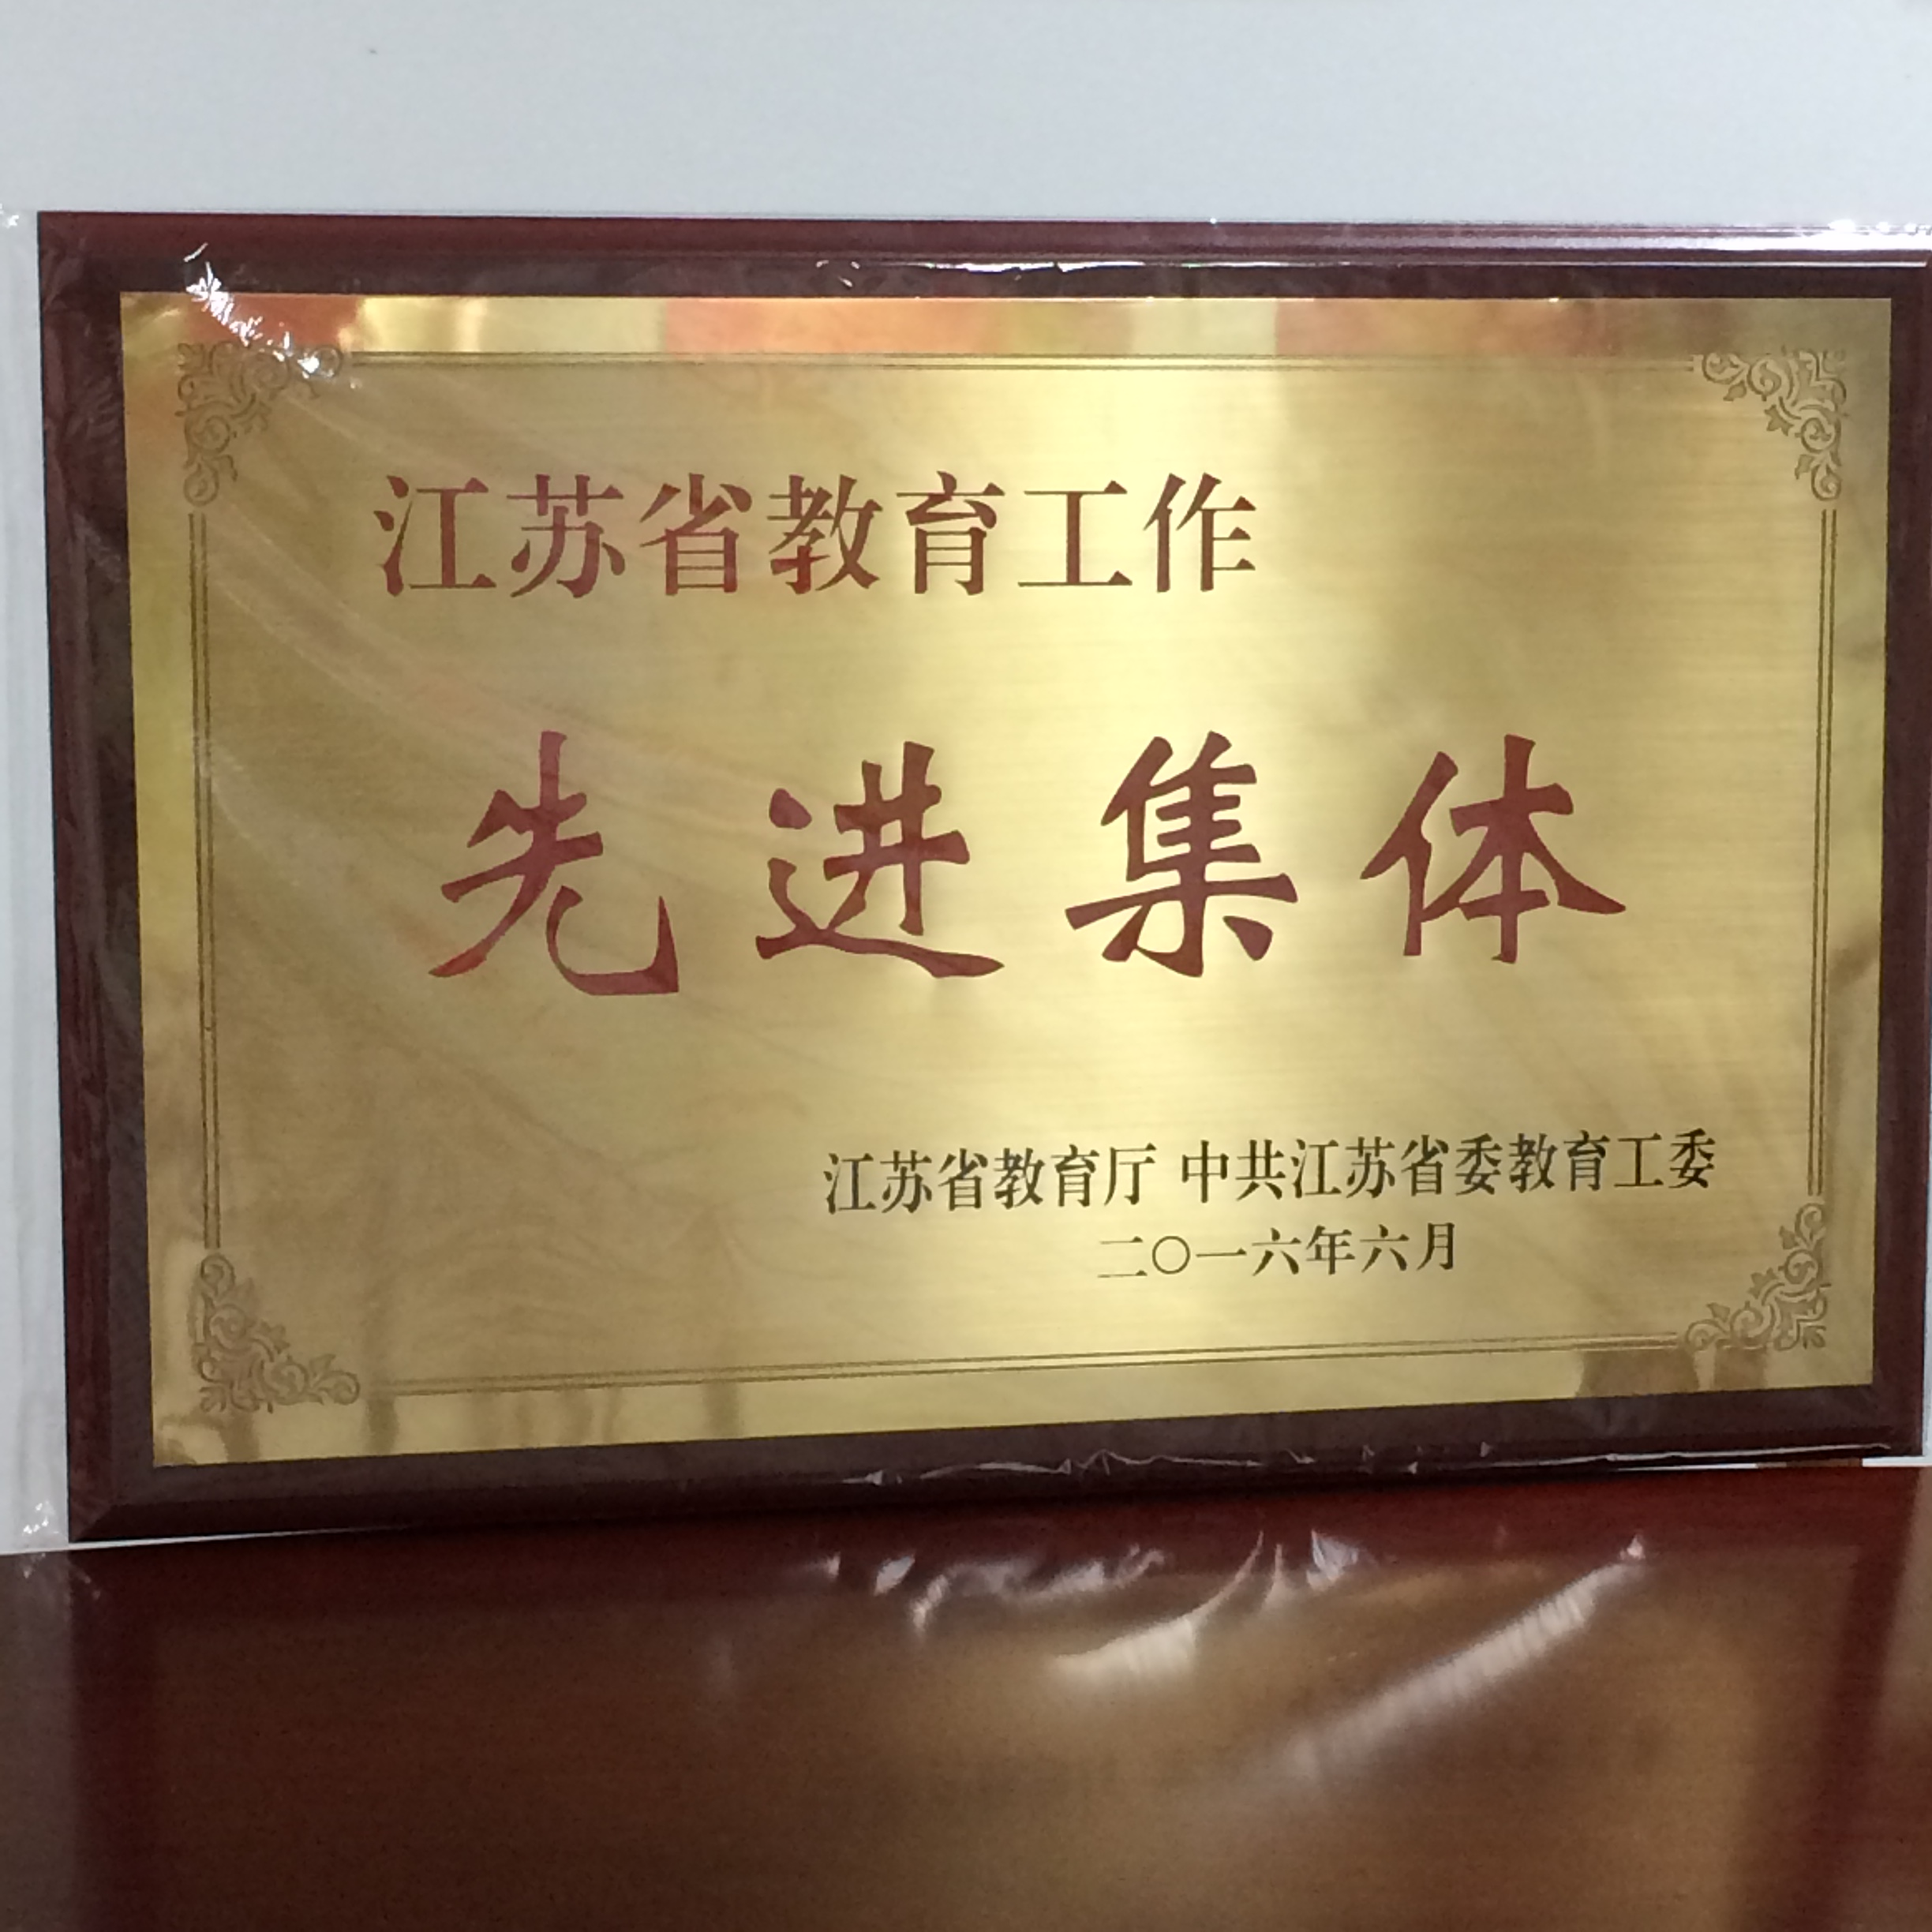 江苏省教育工作
先进集体
江苏省教育厅 中共江苏省委教育工委
二〇一六年六月